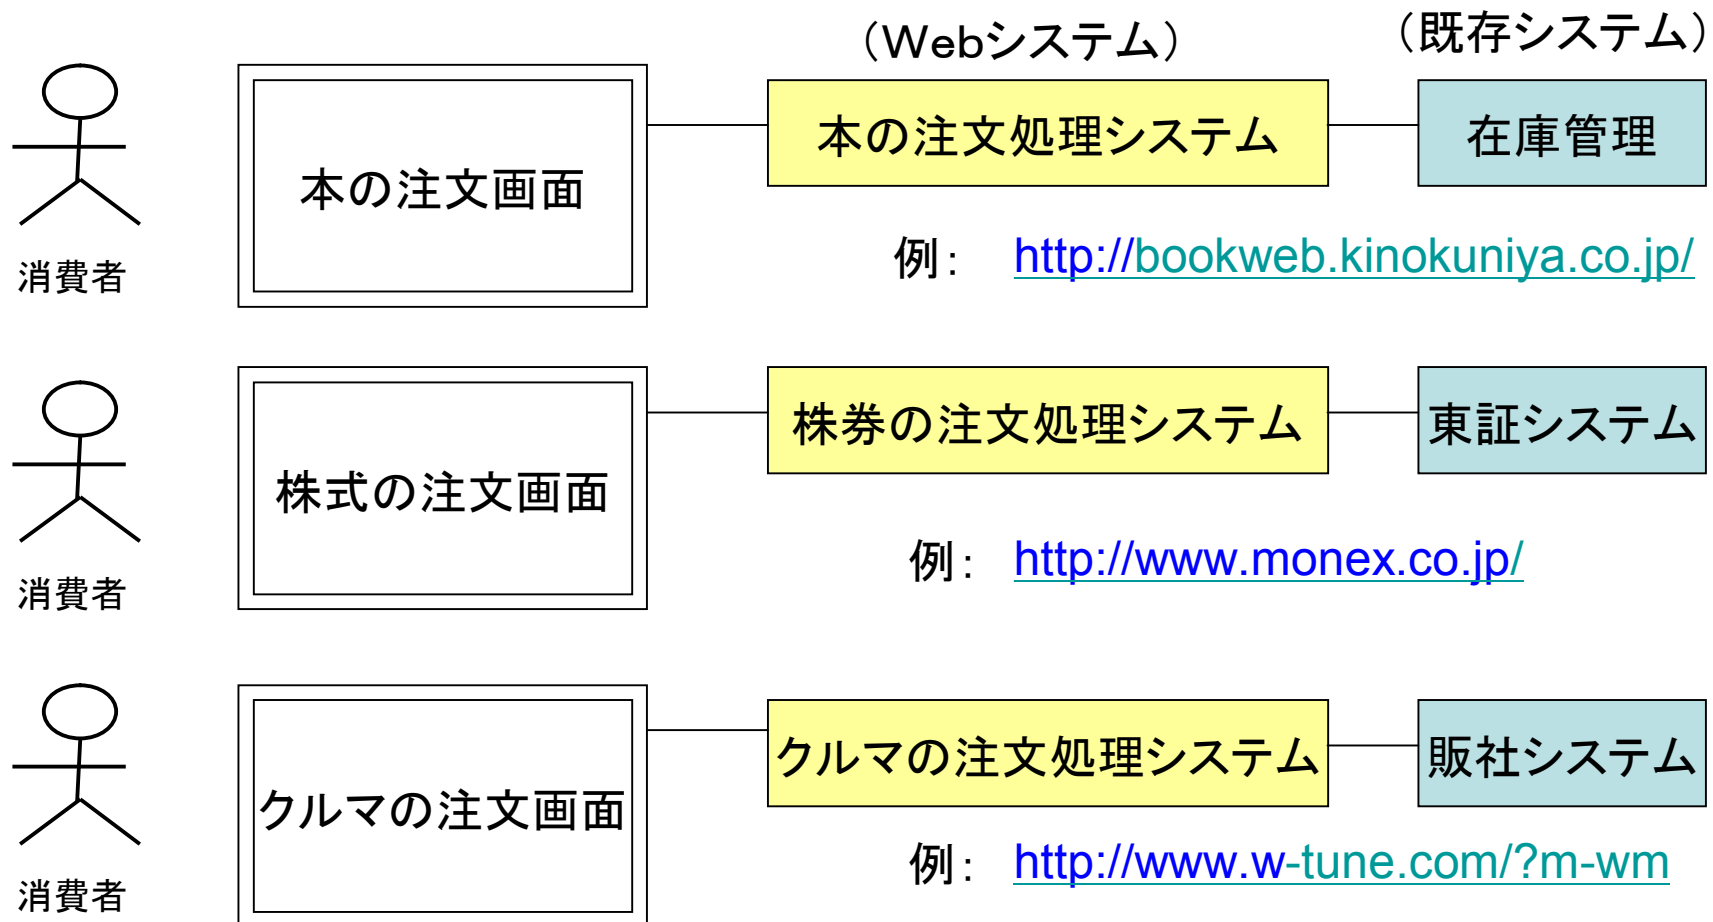 （Webシステム）
（既存システム）
本の注文画面
本の注文処理システム
在庫管理
例： http://bookweb.kinokuniya.co.jp/
消費者
株式の注文画面
株券の注文処理システム
東証システム
例： http://www.monex.co.jp/
消費者
クルマの注文画面
クルマの注文処理システム
販社システム
例： http://www.w-tune.com/?m-wm
消費者